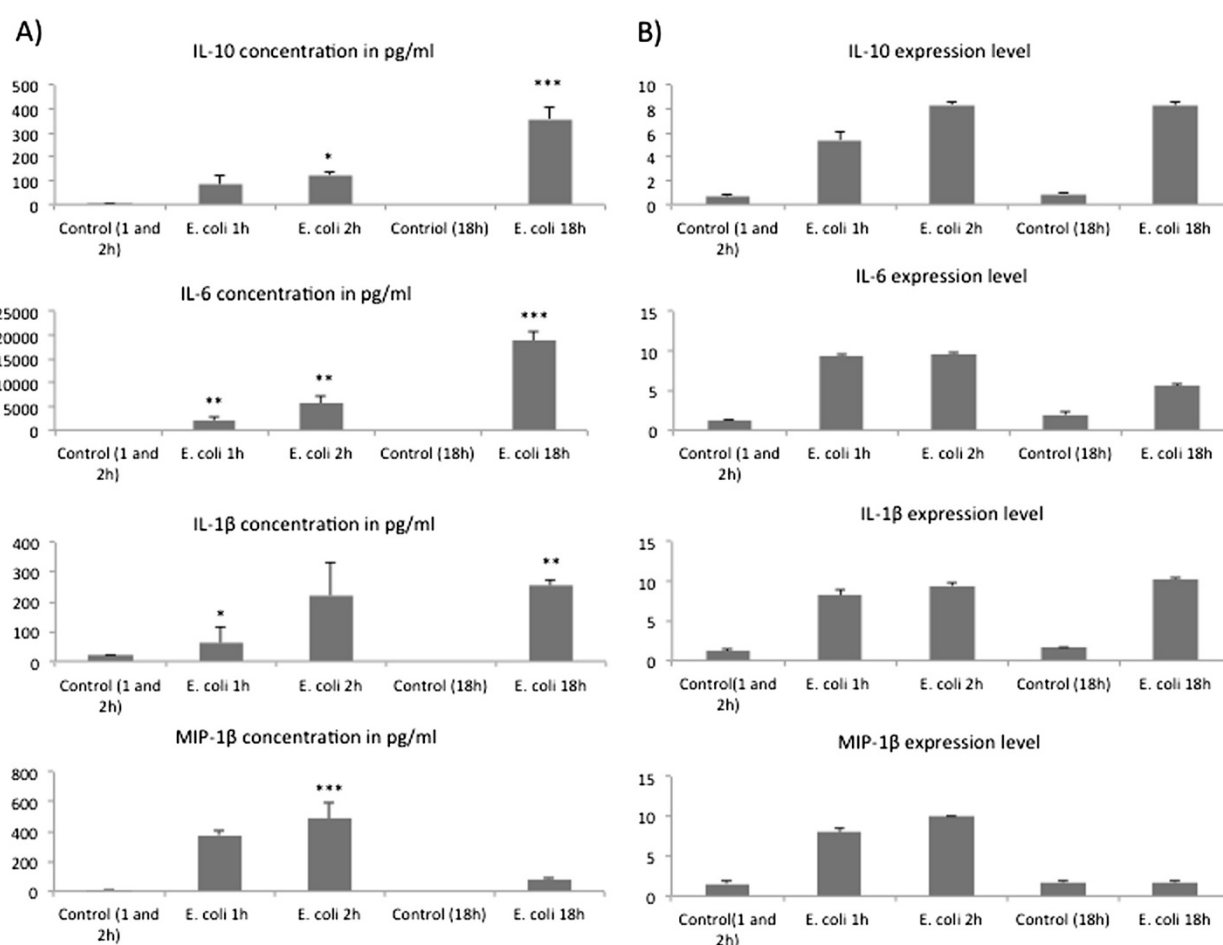 A)
IL-10 concentration in pg/ml
500
400
300
200
100
0
*
***
Control (1 and
2h)
E. coli 1h
E. coli 2h
Contriol (18h)
E. coli 18h
IL-6 concentration in pg/ml
25000
20000
15000
10000
5000
0
**
**
***
Control (1 and
2h)
E. coli 1h
E. coli 2h
Control (18h)
E. coli 18h
IL-1β concentration in pg/ml
400
300
200
100
0
*
**
Control (1 and
2h)
E. coli 1h
E. coli 2h
Control (18h)
E. coli 18h
MIP-1β concentration in pg/ml
800
600
400
200
0
***
Control (1 and
2h)
E. coli 1h
E. coli 2h
Control (18h)
E. coli 18h
B)
IL-10 expression level
10
8
6
4
2
0
Control (1 and
2h)
E. coli 1h
E. coli 2h
Control (18h)
E. coli 18h
IL-6 expression level
15
10
5
0
Control (1 and
2h)
E. coli 1h
E. coli 2h
Control (18h)
E. coli 18h
IL-1β expression level
15
10
5
0
Control(1 and
2h)
E. coli 1h
E. coli 2h
Control (18h)
E. coli 18h
MIP-1β expression level
15
10
5
0
Control(1 and
2h)
E. coli 1h
E. coli 2h
Control (18h)
E. coli 18h